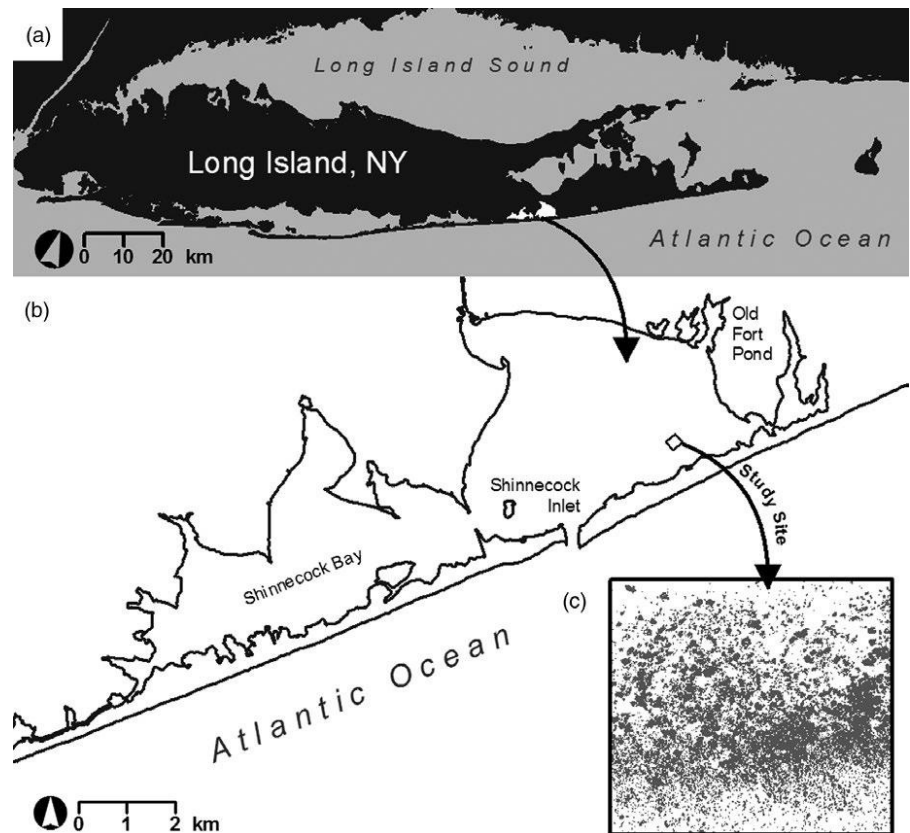 (a)
Long Island Sound
Long Island, NY
Atlantic Ocean
0 10 20 km
(b)
Old
Fort
Pond
Shinnecock
Inlet
Study Site
Shinnecock Bay
(c)
Atlantic Ocean
0 1 2 km